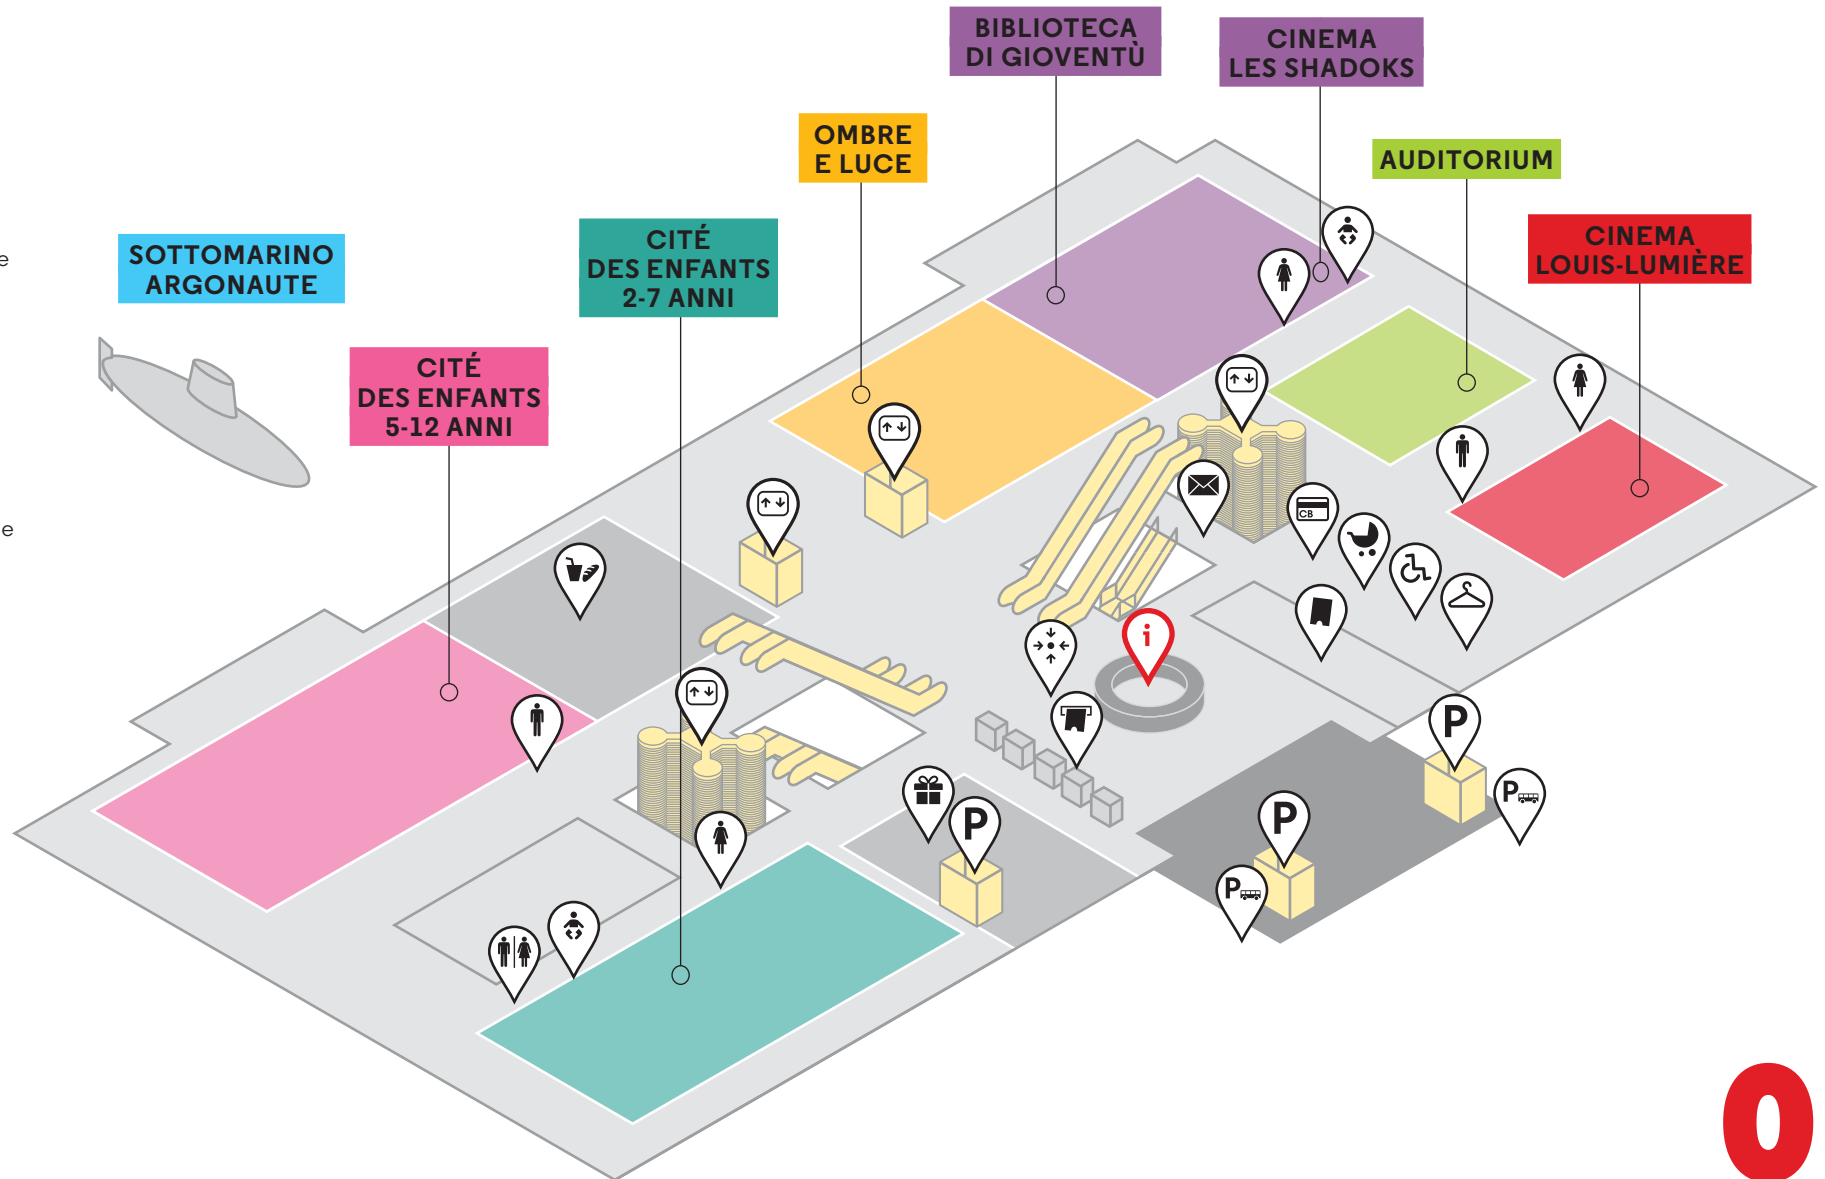 BIBLIOTECA
DI GIOVENTÙ
CINEMA
LES SHADOKS
OMBRE
E LUCE
AUDITORIUM
CITÉ
DES ENFANTS
2-7 ANNI
CINEMA
LOUIS-LUMIÈRE
SOTTOMARINO
ARGONAUTE
e
CITÉ
DES ENFANTS
5-12 ANNI
CB
e
i
P
P
P
P
P
0